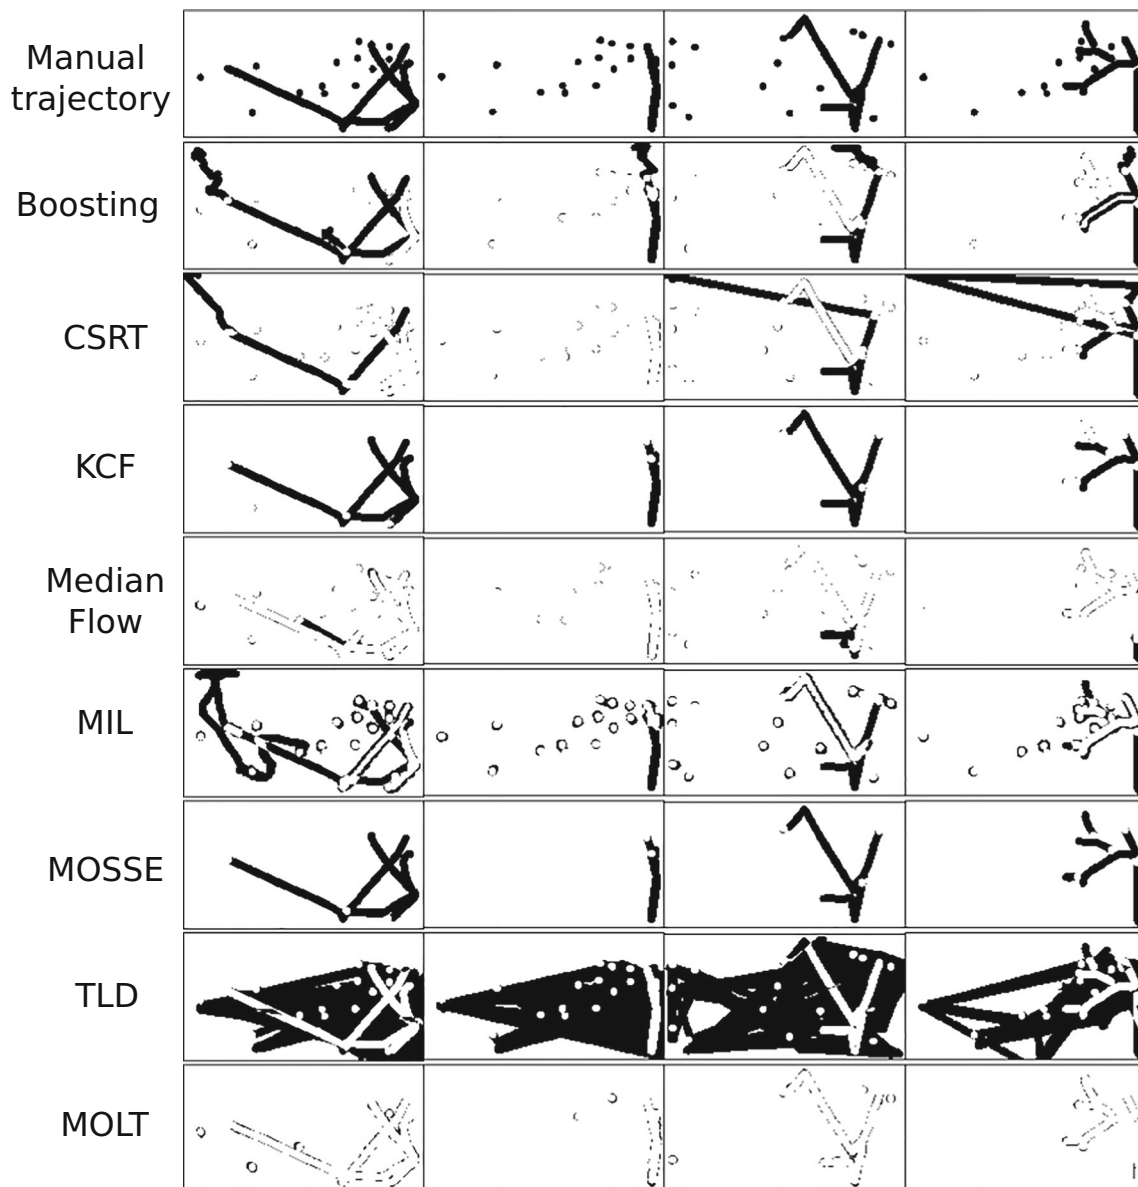 Manual
trajectory
Boosting
CSRT
KCF
Median
Flow
MIL
MOSSE
TLD
MOLT